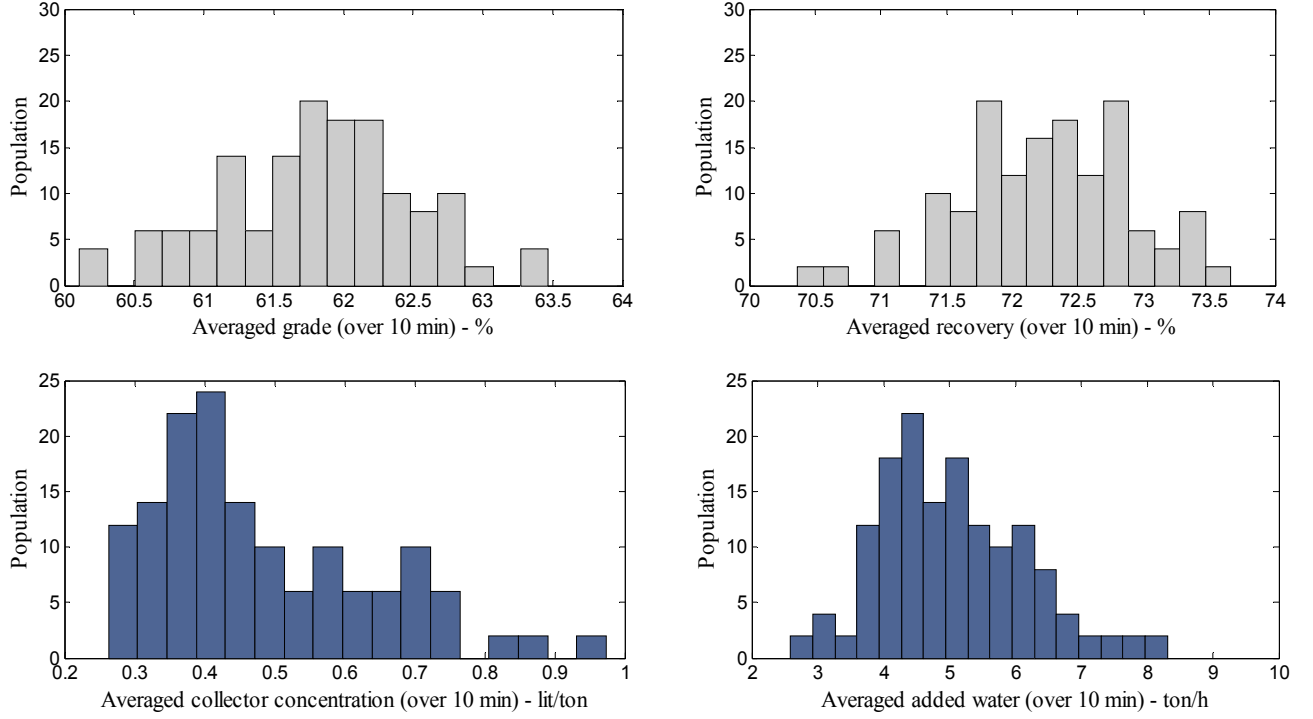 30
25
20
15
10
5
0
Population
60 60.5 61 61.5 62 62.5 63 63.5 64
Averaged grade (over 10 min) - %
30
25
20
15
10
5
0
Population
70 70.5 71 71.5 72 72.5 73 73.5 74
Averaged recovery (over 10 min) - %
25
20
15
10
5
0
Population
0.2 0.3 0.4 0.5 0.6 0.7 0.8 0.9 1
Averaged collector concentration (over 10 min) - lit/ton
25
20
15
10
5
0
Population
2 3 4 5 6 7 8 9 10
Averaged added water (over 10 min) - ton/h